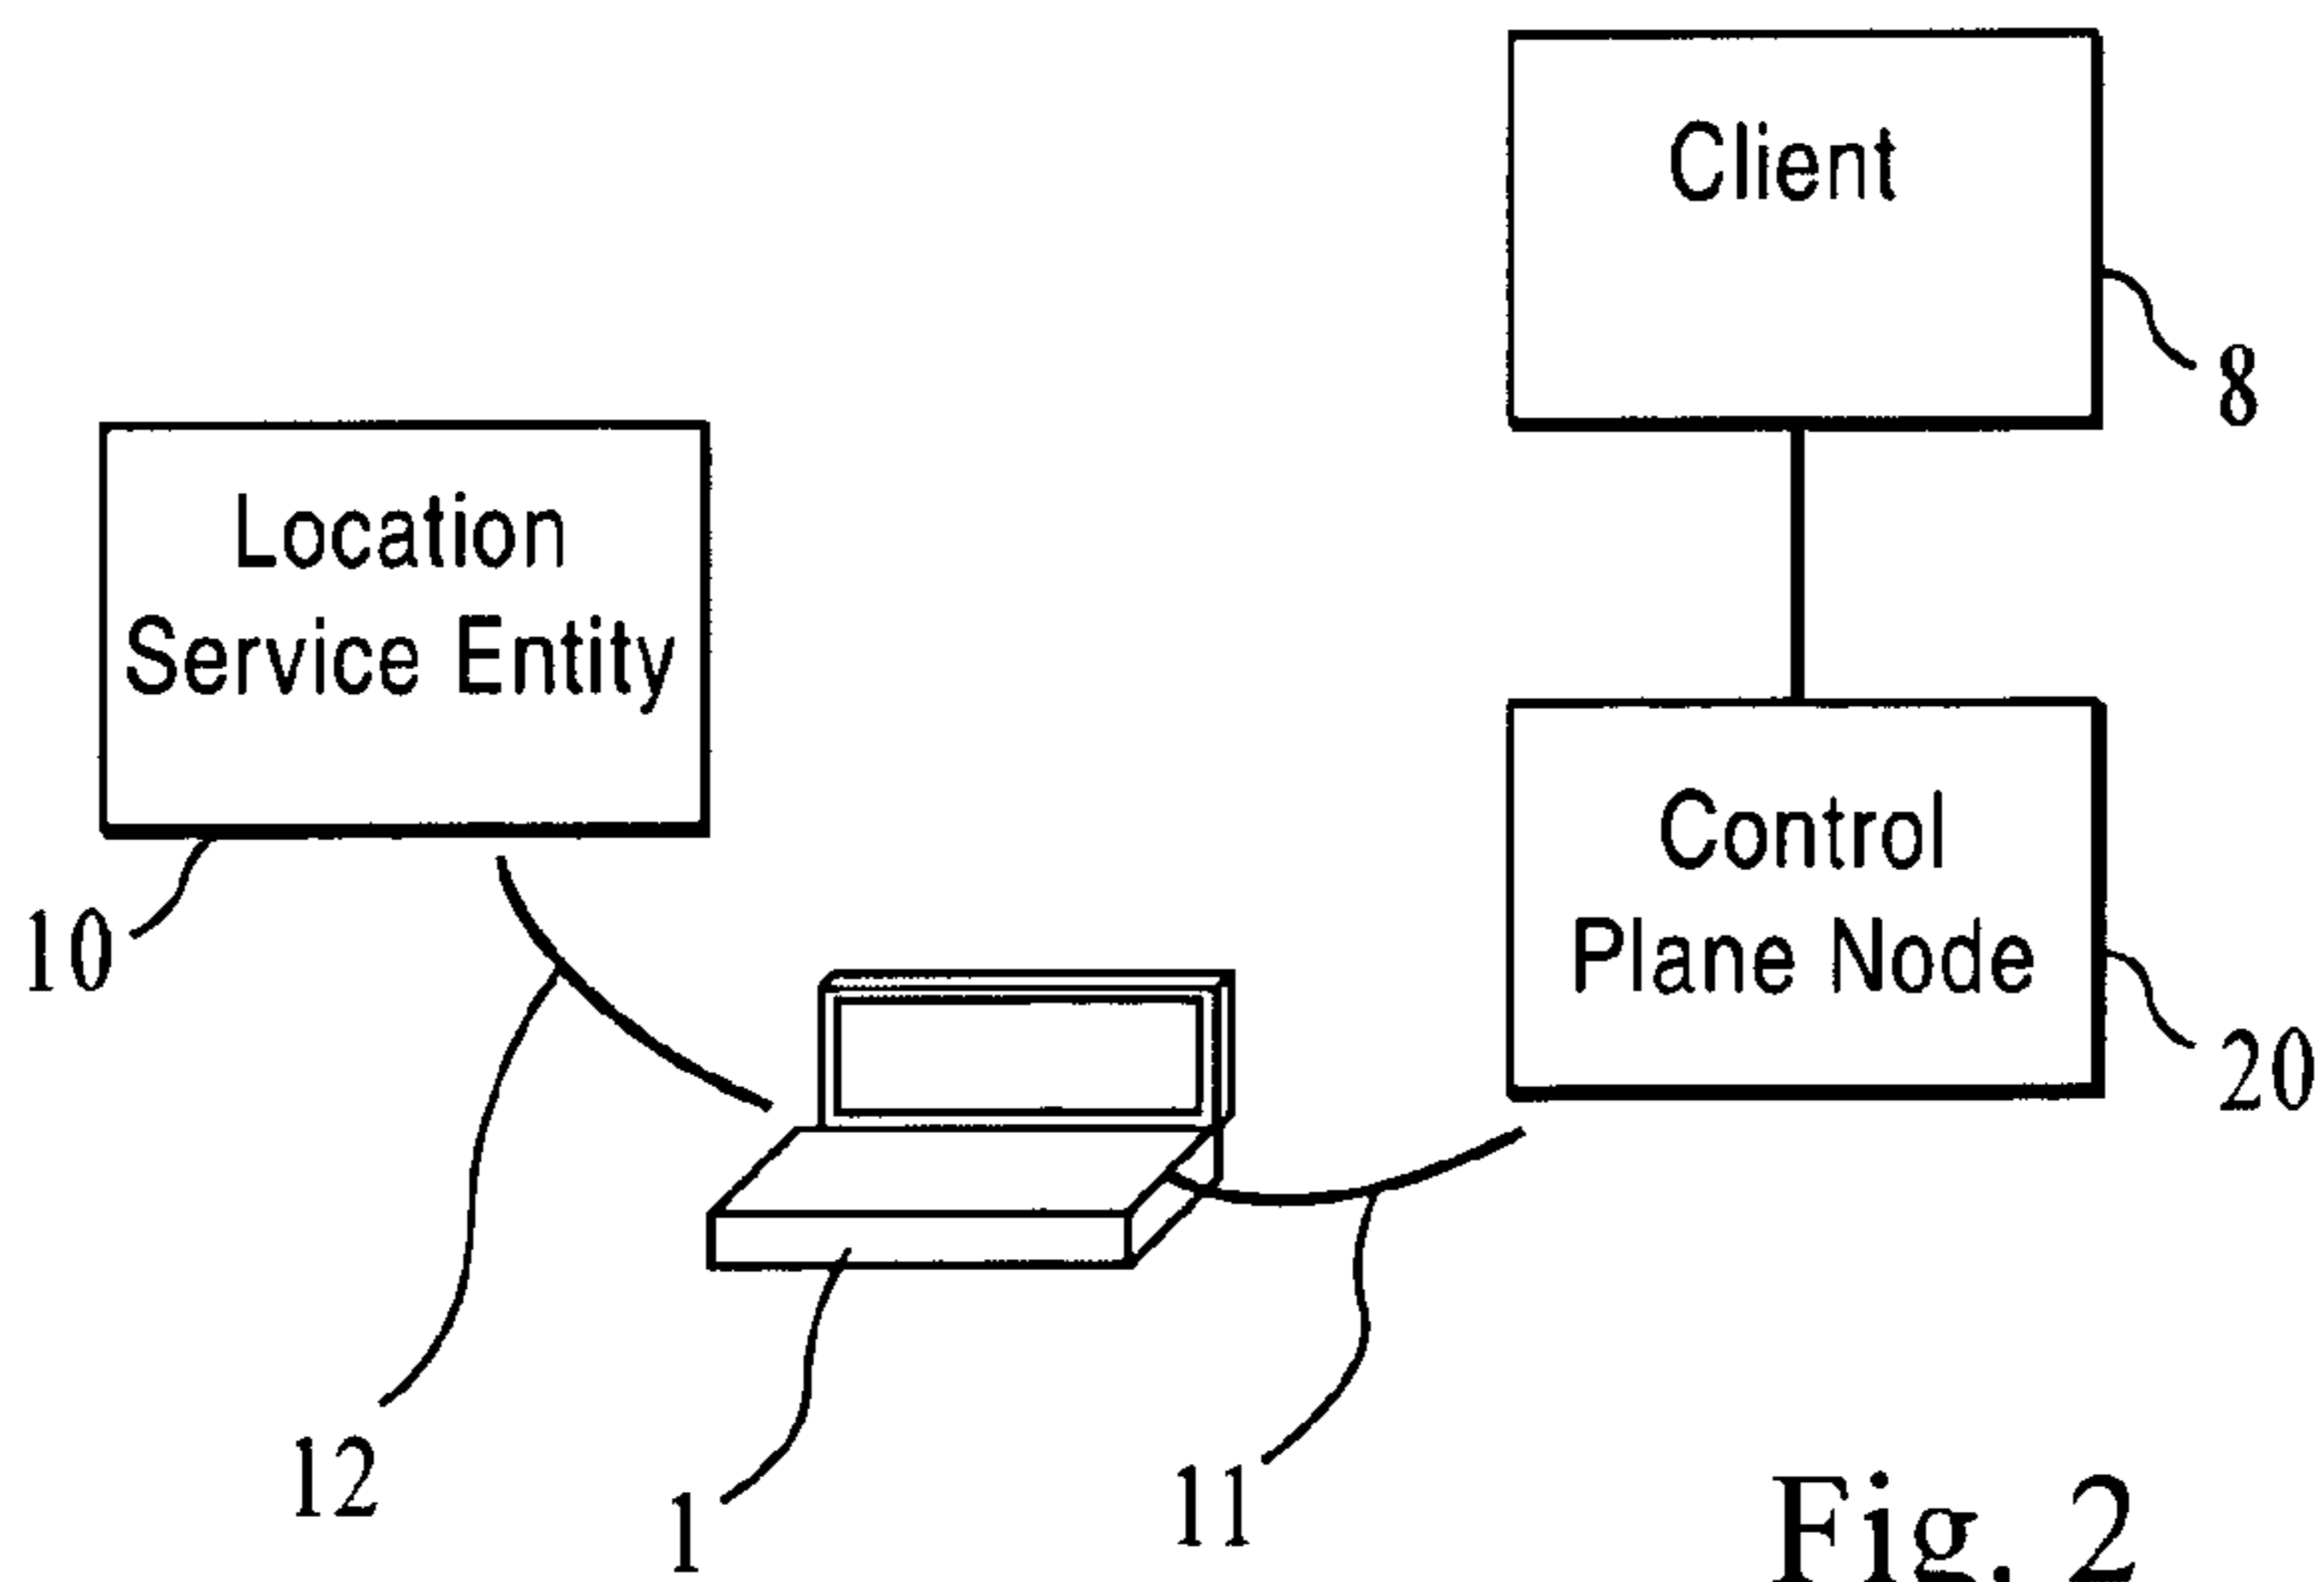 Client
8
Location
Service Entity
Control
Plane Node
10
20
12
1
11
Fig. 2